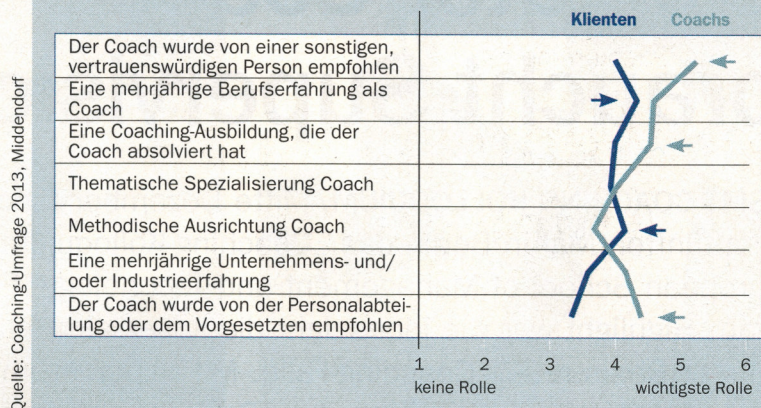 Klienten Coachs
Der Coach wurde von einer sonstigen,
vertrauenswürdigen Person empfohlen
Eine mehrjährige Berufserfahrung als
Coach
Eine Coaching-Ausbildung, die der
Coach absolviert hat
Thematische Spezialisierung Coach
Methodische Ausrichtung Coach
Eine mehrjährige Unternehmens- und/
oder Industrieerfahrung
Der Coach wurde von der Personalabtei-
lung oder dem Vorgesetzten empfohlen
1 2 3 4 5 6
keine Rolle wichtigste Rolle
Quelle: Coaching-Umfrage 2013, Middendorf